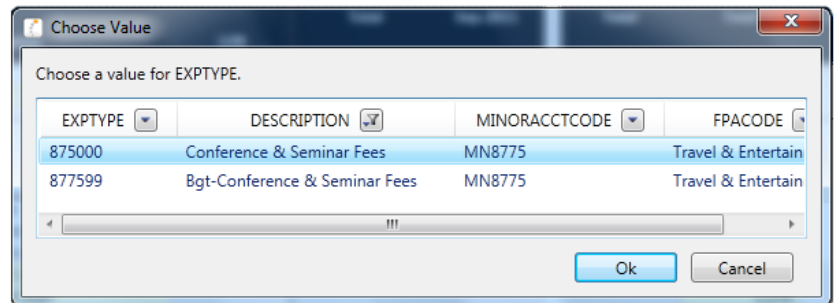 Choose Value
Choose a value for EXPTYPE.
EXPTYPE DESCRIPTION MINORACCTCODE FPACODE
875000 Conference & Seminar Fees MN8775 Travel & Entertain
877599 Bgt-Conference & Seminar Fees MN8775 Travel & Entertain
Ok Cancel